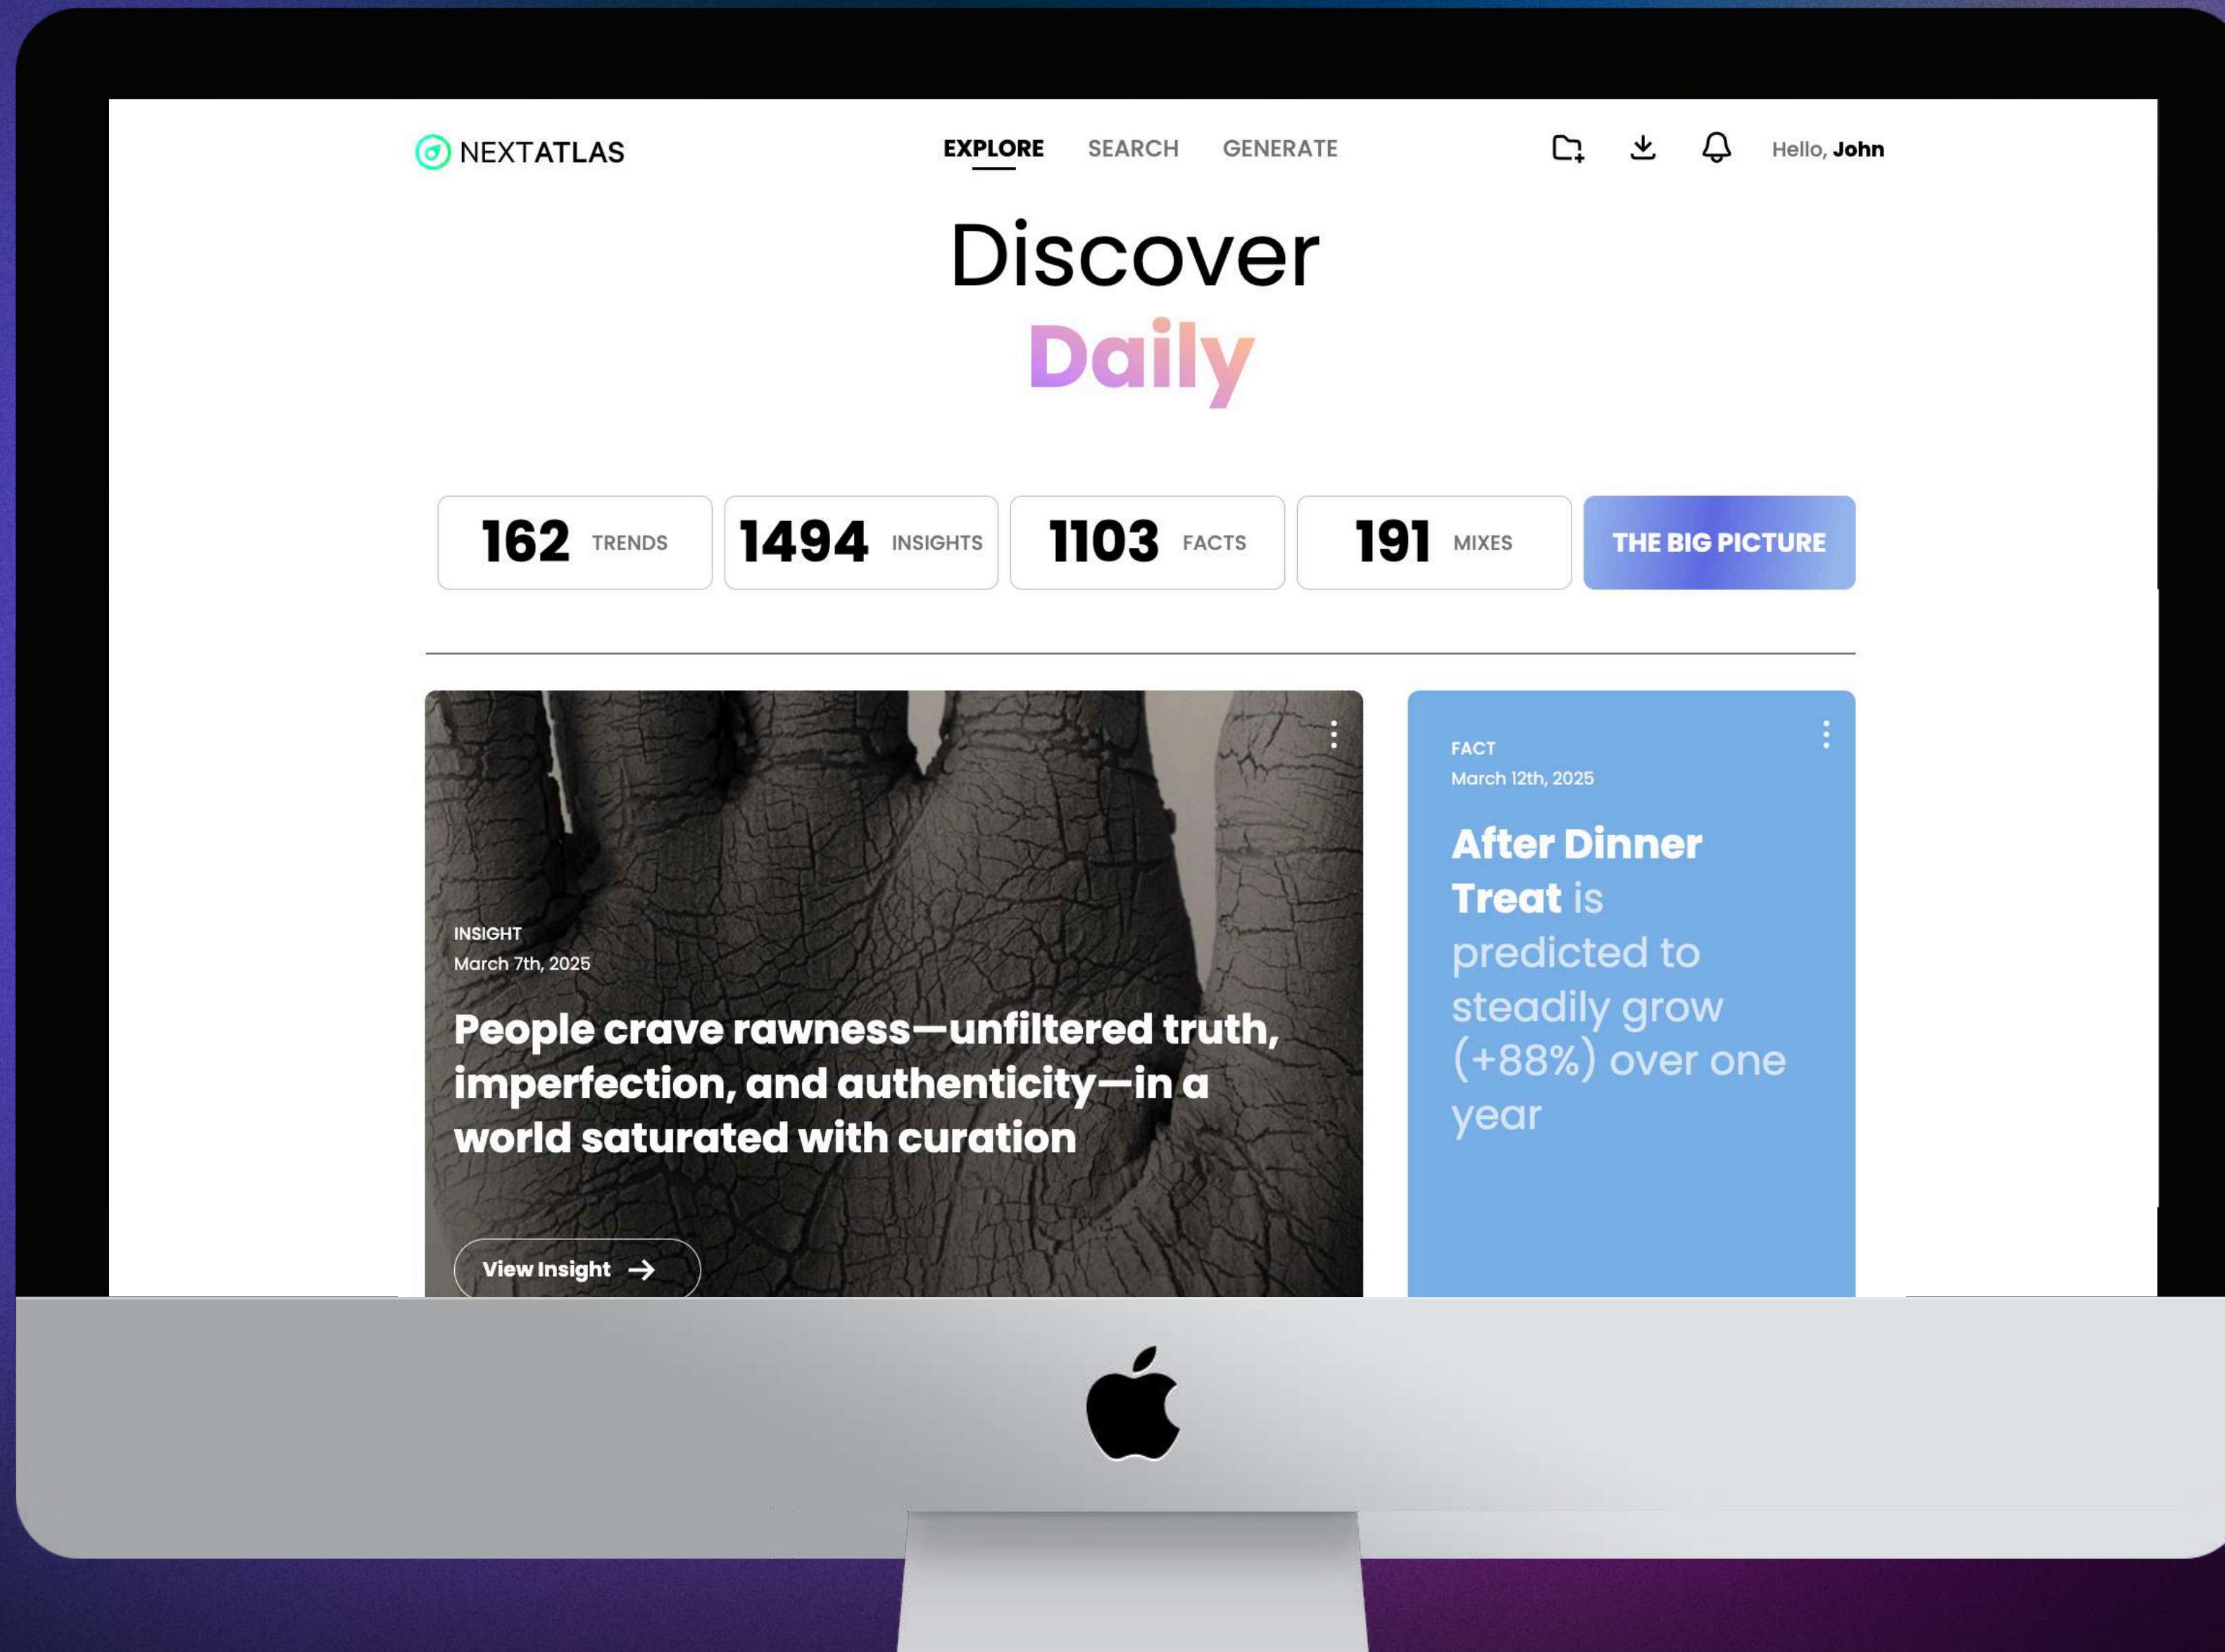 NEXTATLAS
EXPLORE SEARCH GENERATE
Hello, John
Discover
Daily
162 TRENDS
1494 INSIGHTS
1103 FACTS
191 MIXES
THE BIG PICTURE
INSIGHT
March 7th, 2025
People crave rawness—unfiltered truth,
imperfection, and authenticity—in a
world saturated with curation
View Insight
FACT
March 12th, 2025
After Dinner
Treat is
predicted to
steadily grow
(+88%) over one
year